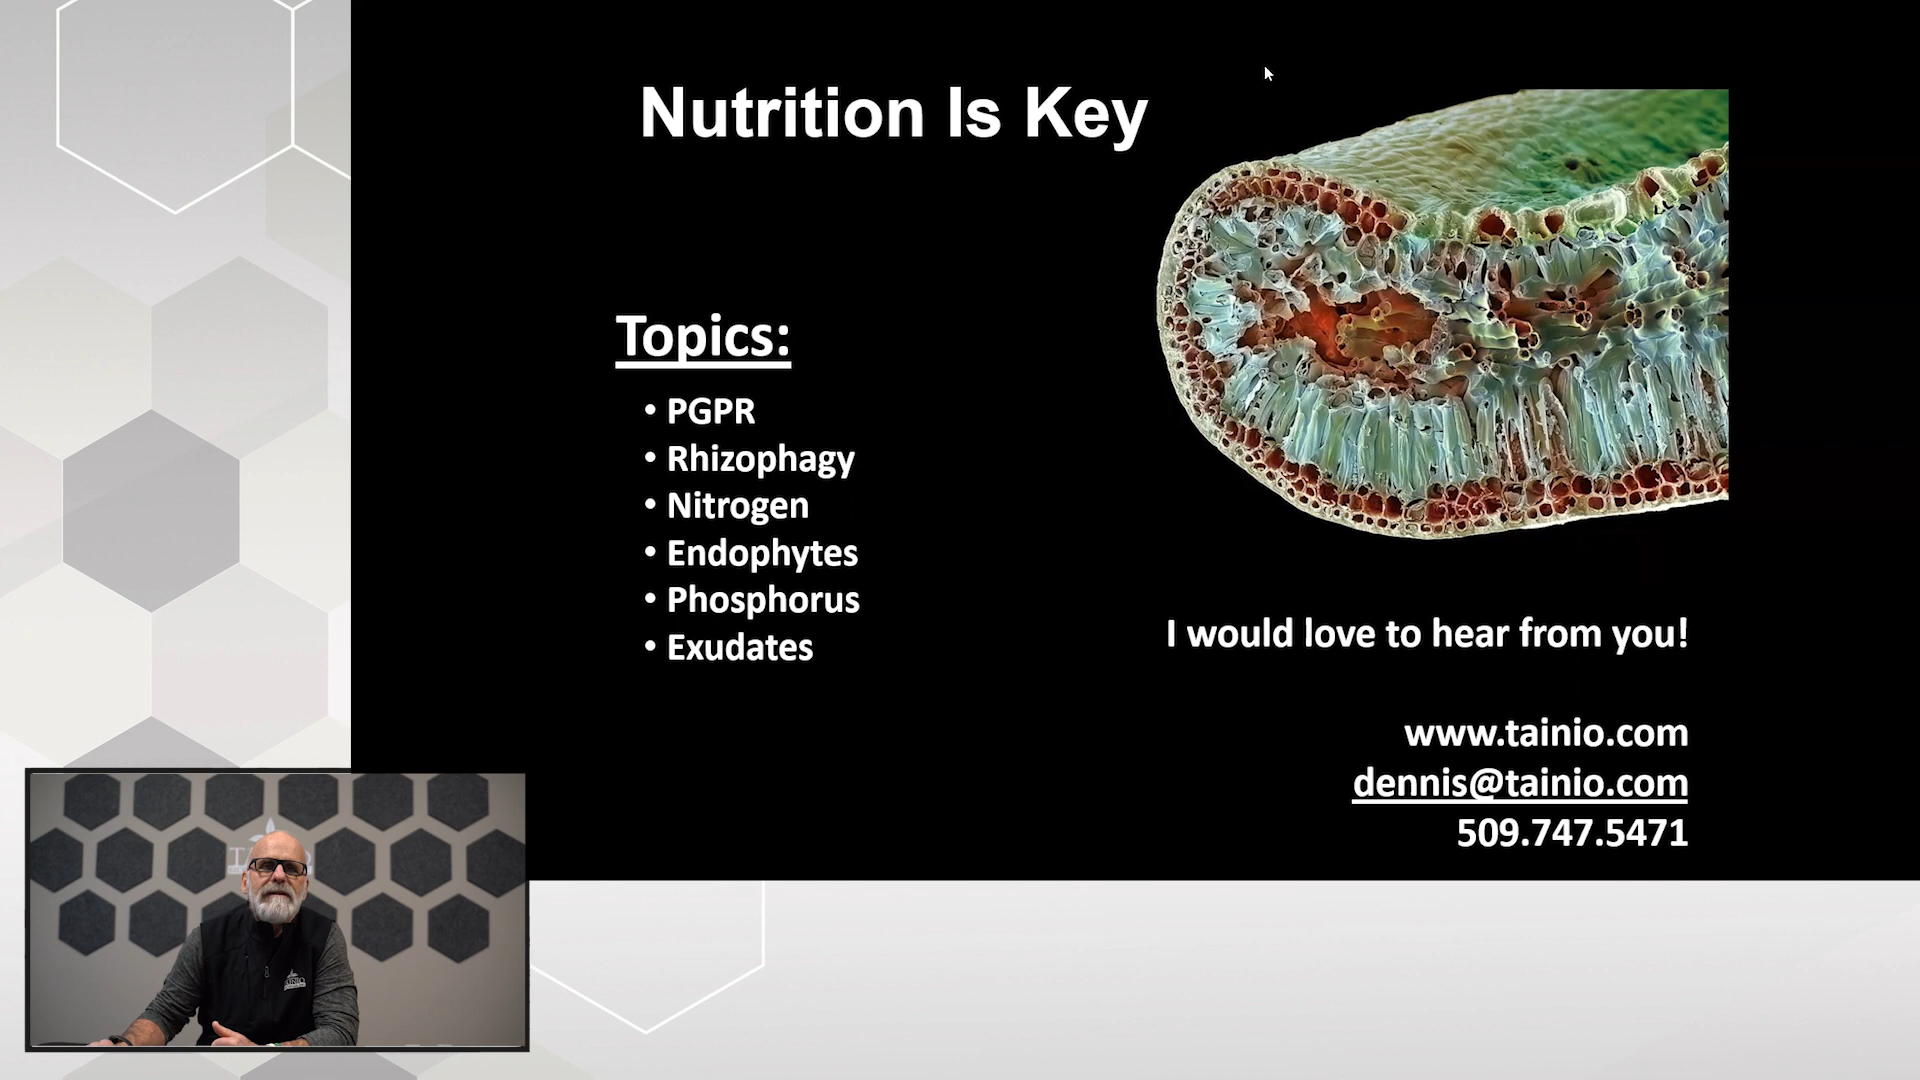 Nutrition Is Key
Topics:
• PGPR
• Rhizophagy
• Nitrogen
• Endophytes
• Phosphorus
• Exudates
I would love to hear from you!
www.tainio.com
dennis@tainio.com
509.747.5471